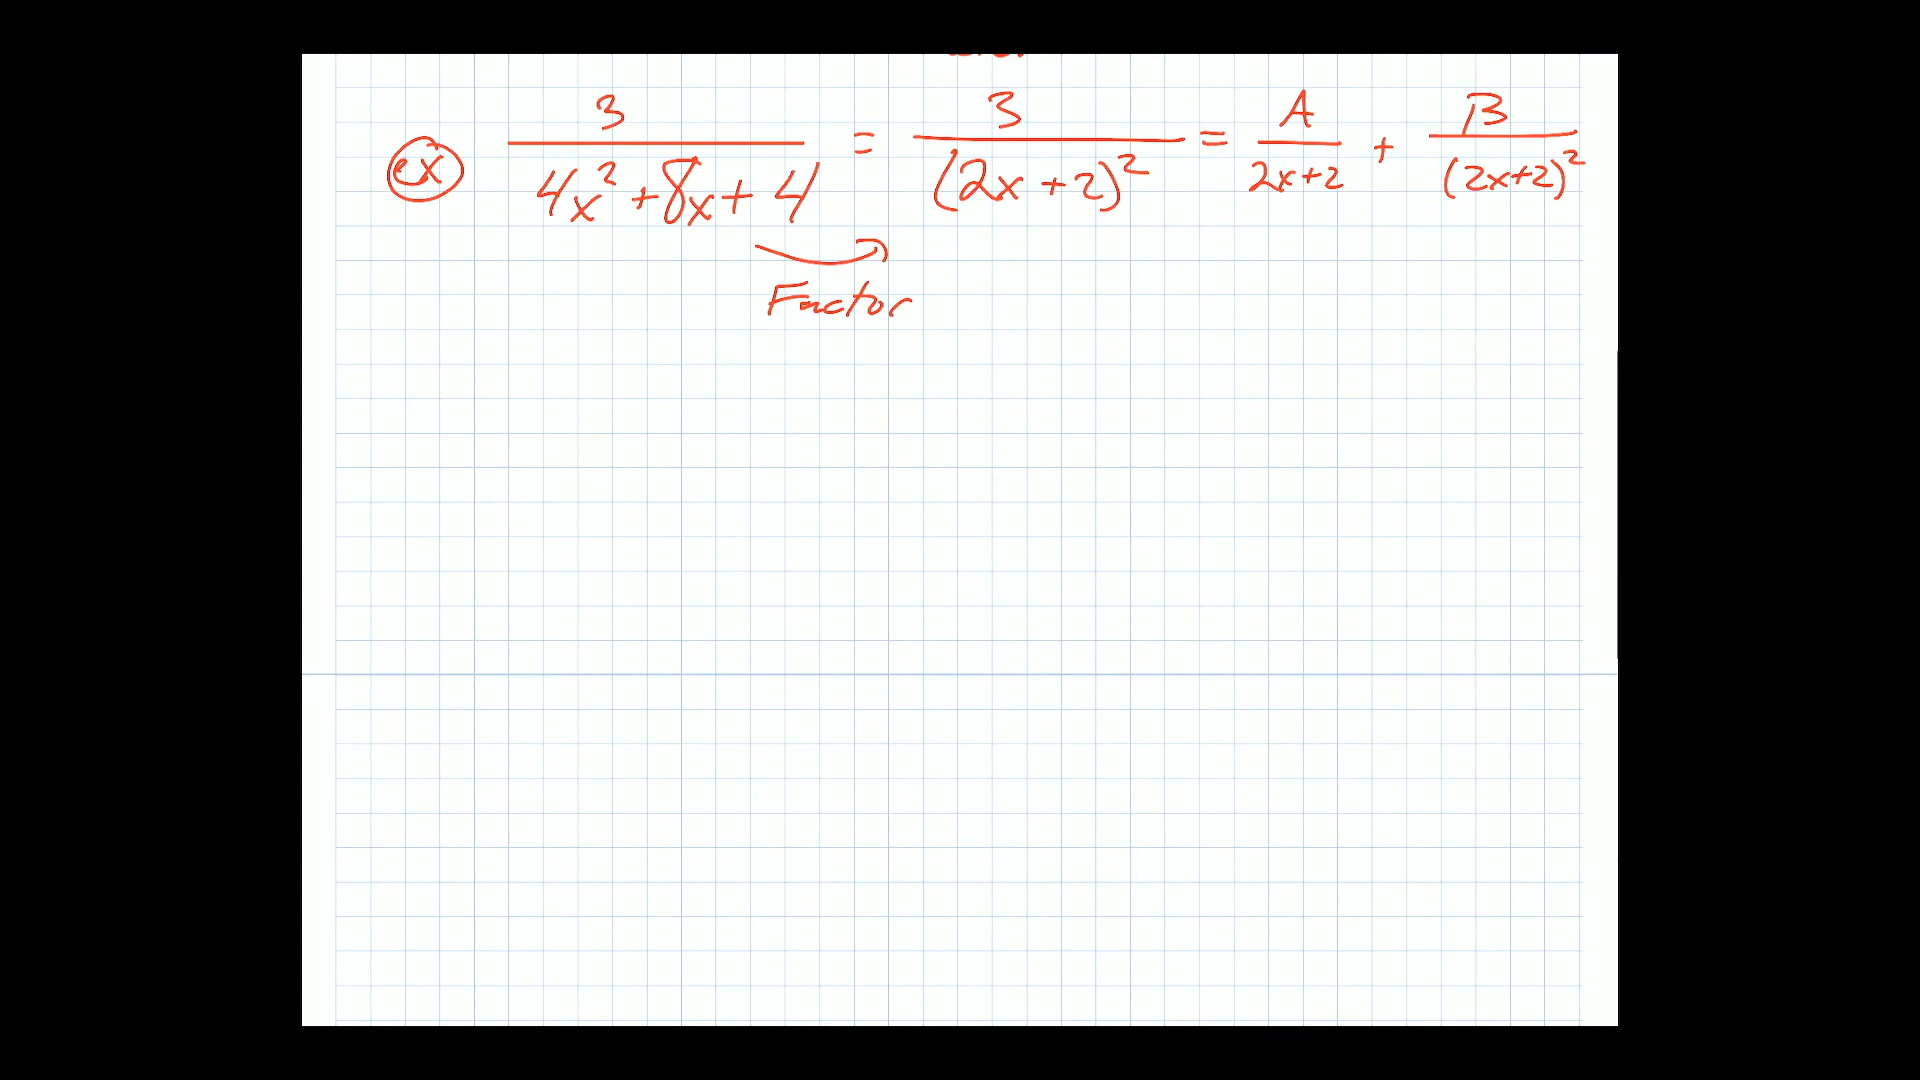 ex 3/(4x²+8x+4) = 3/(2x+2)² = A/(2x+2) + B/(2x+2)²
Factor